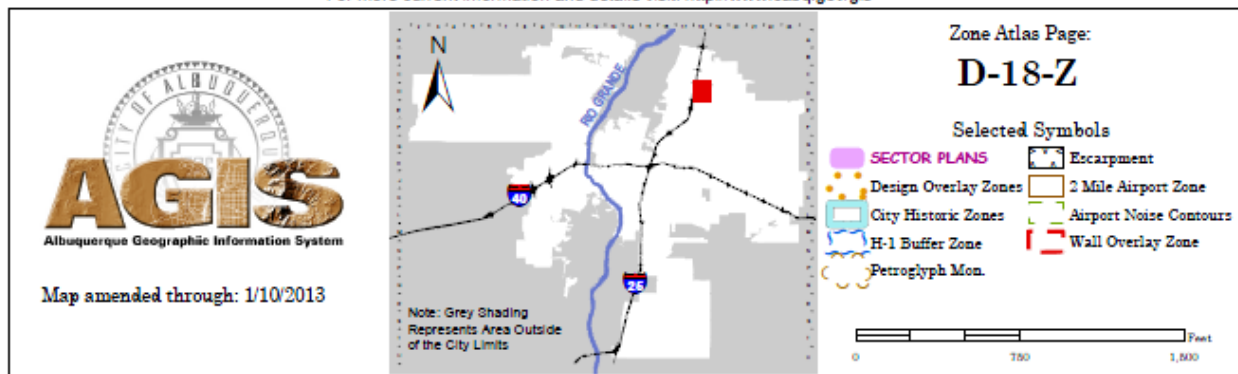 CITY OF ALBUQUERQUE
AGIS
Albuquerque Geographic Information System
Map amended through: 1/10/2013
N
RIO GRANDE
40
25
Note: Grey Shading
Represents Area Outside
of the City Limits
Zone Atlas Page:
D-18-Z
Selected Symbols
SECTOR PLANS
Escarpment
Design Overlay Zones
2 Mile Airport Zone
City Historic Zones
Airport Noise Contours
H-1 Buffer Zone
Wall Overlay Zone
Petroglyph Mon.
Feet
0
750
1,500